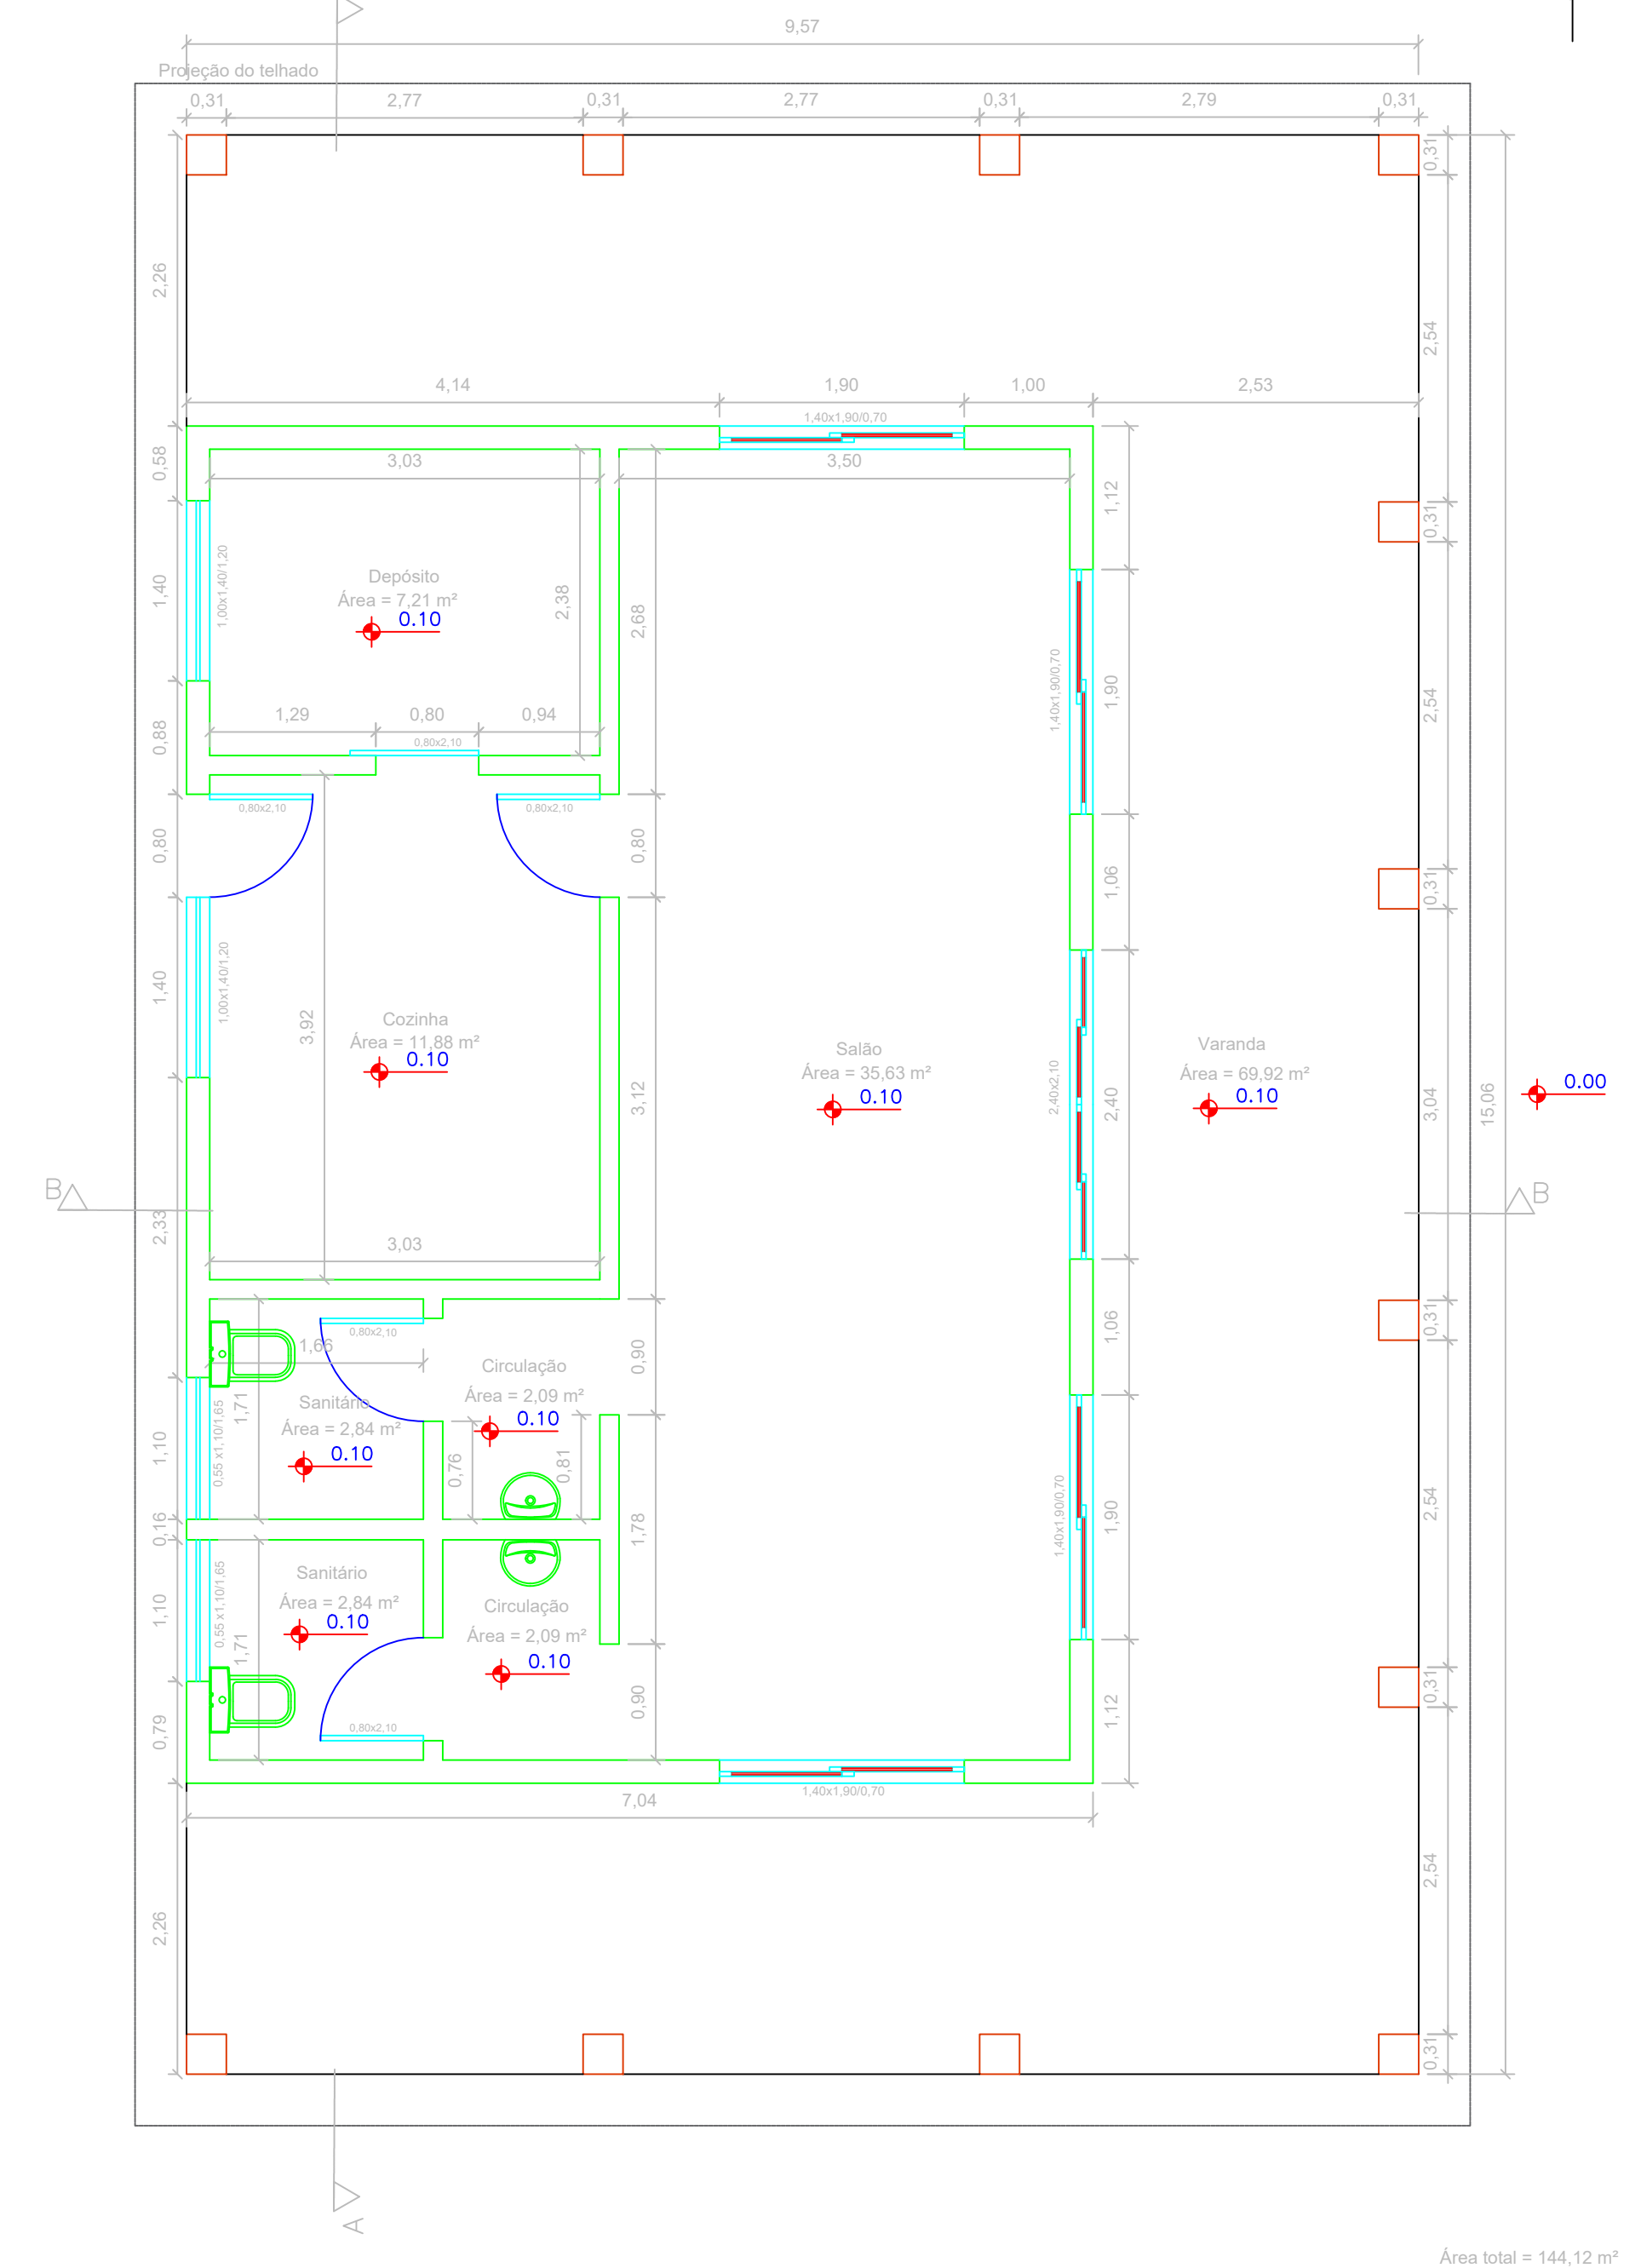 9,57
Projeção do telhado
0,31
2,77
0,31
2,77
0,31
2,79
0,31
0,31
2,26
2,54
4,14
1,90
1,00
2,53
1,40x1,90/0,70
0,58
3,03
3,50
1,12
0,31
1,00x1,40/1,20
1,40
Depósito
Área = 7,21 m²
0.10
2,38
2,68
1,40x1,90/0,70
1,90
2,54
0,88
1,29
0,80
0,94
0,80x2,10
0,80x2,10
0,80x2,10
0,80
0,80
1,06
0,31
1,40
1,00x1,40/1,20
3,92
Cozinha
Área = 11,88 m²
0.10
3,12
Salão
Área = 35,63 m²
0.10
2,40x2,10
2,40
Varanda
Área = 69,92 m²
0.10
3,04
15,06
0.00
B
B
2,33
3,03
0,80x2,10
1,66
1,06
0,31
0,90
Circulação
Área = 2,09 m²
0.10
Sanitário
Área = 2,84 m²
0.10
1,71
0,55 x1,10/1,65
1,10
0,76
0,81
0,16
1,78
1,40x1,90/0,70
1,90
2,54
Sanitário
Área = 2,84 m²
0.10
0,55 x1,10/1,65
1,10
1,71
Circulação
Área = 2,09 m²
0.10
0,90
0,79
0,80x2,10
1,12
0,31
1,40x1,90/0,70
7,04
2,26
2,54
0,31
A
Área total = 144,12 m²